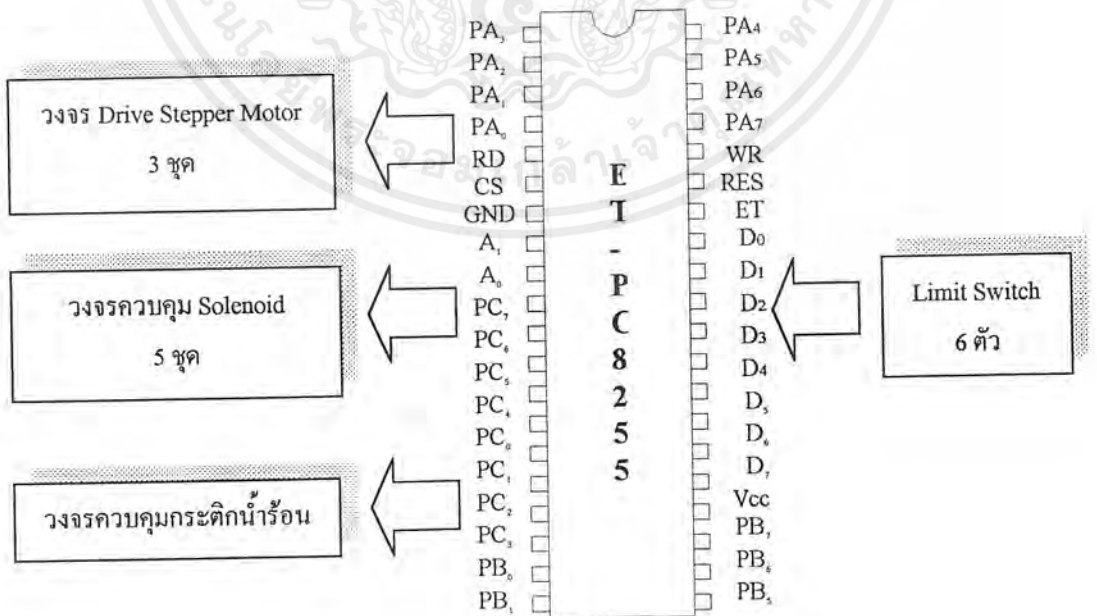 วงจร Drive Stepper Motor
3 ชุด
วงจรควบคุม Solenoid
5 ชุด
วงจรควบคุมกระติกน้ำร้อน
PA₃
PA₂
PA₁
PA₀
RD
CS
GND
A₁
A₀
PC₇
PC₆
PC₅
PC₄
PC₀
PC₁
PC₂
PC₃
PB₀
PB₁
E
T
-
P
C
8
2
5
5
PA4
PA5
PA6
PA7
WR
RES
ET
D0
D1
D2
D3
D4
D₅
D₆
D₇
Vcc
PB₇
PB₆
PB₅
Limit Switch
6 ตัว